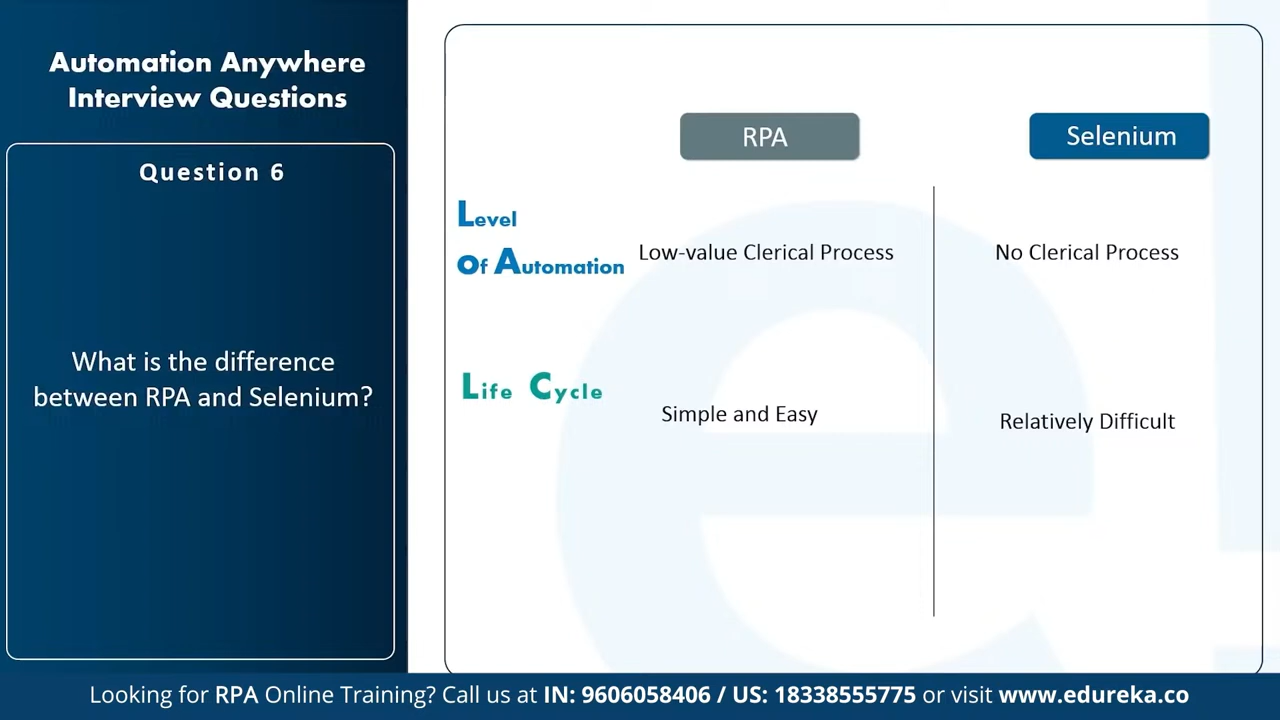 Automation Anywhere
Interview Questions
Question 6
What is the difference
between RPA and Selenium?
RPA
Selenium
Level
Of Automation
Low-value Clerical Process
No Clerical Process
Life Cycle
Simple and Easy
Relatively Difficult
Looking for RPA Online Training? Call us at IN: 9606058406 / US: 18338555775 or visit www.edureka.co